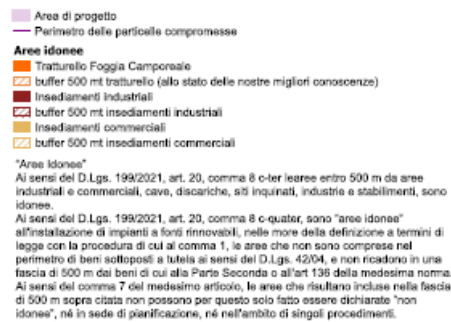 Area di progetto
Perimetro delle particelle compromesse
Aree idonee
Tratturello Foggia Camporeale
buffer 500 mt tratturello (allo stato delle nostre migliori conoscenze)
Insediamenti industriali
buffer 500 mt insediamenti industriali
Insediamenti commerciali
buffer 500 mt insediamenti commerciali
"Aree Idonee"
Ai sensi del D.Lgs. 199/2021, art. 20, comma 8 c-ter learee entro 500 m da aree
industriali e commerciali, cave, discariche, siti inquinati, industrie e stabilimenti, sono
idonee.
Ai sensi del D.Lgs. 199/2021, art. 20, comma 8 c-quater, sono "aree idonee"
all'installazione di impianti a fonti rinnovabili, nelle more della definizione a termini di
legge con la procedura di cui al comma 1, le aree che non sono comprese nel
perimetro di beni sottoposti a tutela ai sensi del D.Lgs. 42/04, e non ricadono in una
fascia di 500 m dai beni di cui alla Parte Seconda o all'art 136 della medesima norma
Ai sensi del comma 7 del medesimo articolo, le aree che risultano incluse nella fascia
di 500 m sopra citata non possono per questo solo fatto essere dichiarate "non
idonee", né in sede di pianificazione, né nell'ambito di singoli procedimenti.